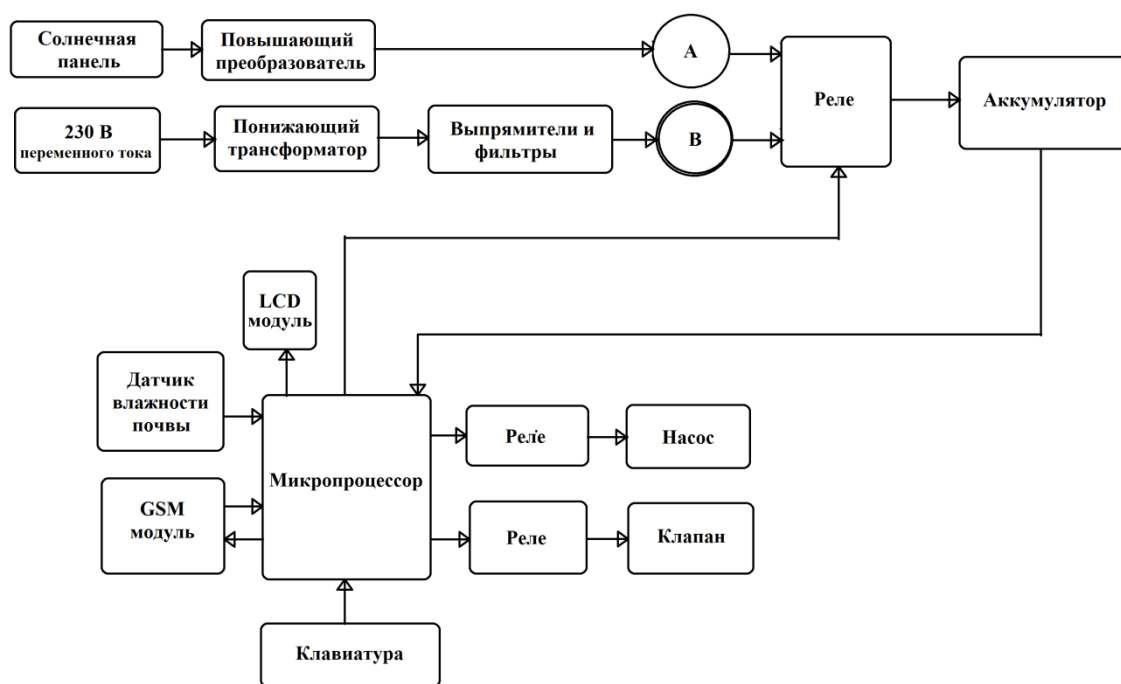 Солнечная
панель
Повышающий
преобразователь
А
Реле
Аккумулятор
230 В
переменного тока
Понижающий
трансформатор
Выпрямители и
фильтры
В
LCD
модуль
Датчик
влажности
почвы
Реле
Насос
Микропроцессор
GSM
модуль
Реле
Клапан
Клавиатура